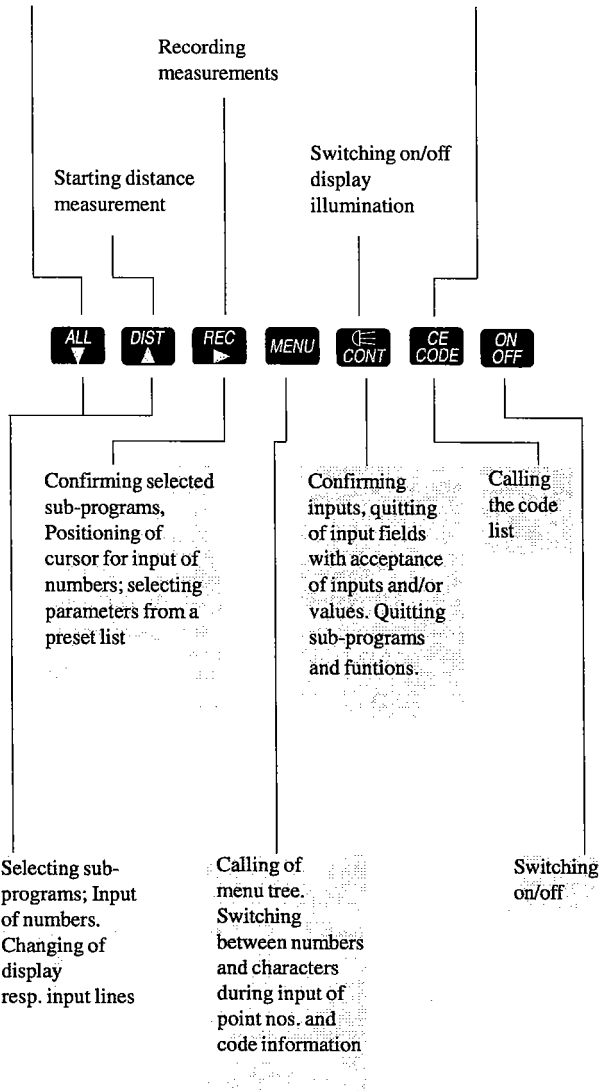 Recording
measurements
Switching on/off
display
illumination
Starting distance
measurement
ALL
DIST
REC
MENU
CONT
CE
CODE
ON
OFF
Confirming selected
sub-programs,
Positioning of
cursor for input of
numbers; selecting
parameters from a
preset list
Confirming
inputs, quitting
of input fields
with acceptance
of inputs and/or
values. Quitting
sub-programs
and funtions.
Calling
the code
list
Selecting sub-
programs; Input
of numbers.
Changing of
display
resp. input lines
Calling of
menu tree.
Switching
between numbers
and characters
during input of
point nos. and
code information
Switching
on/off